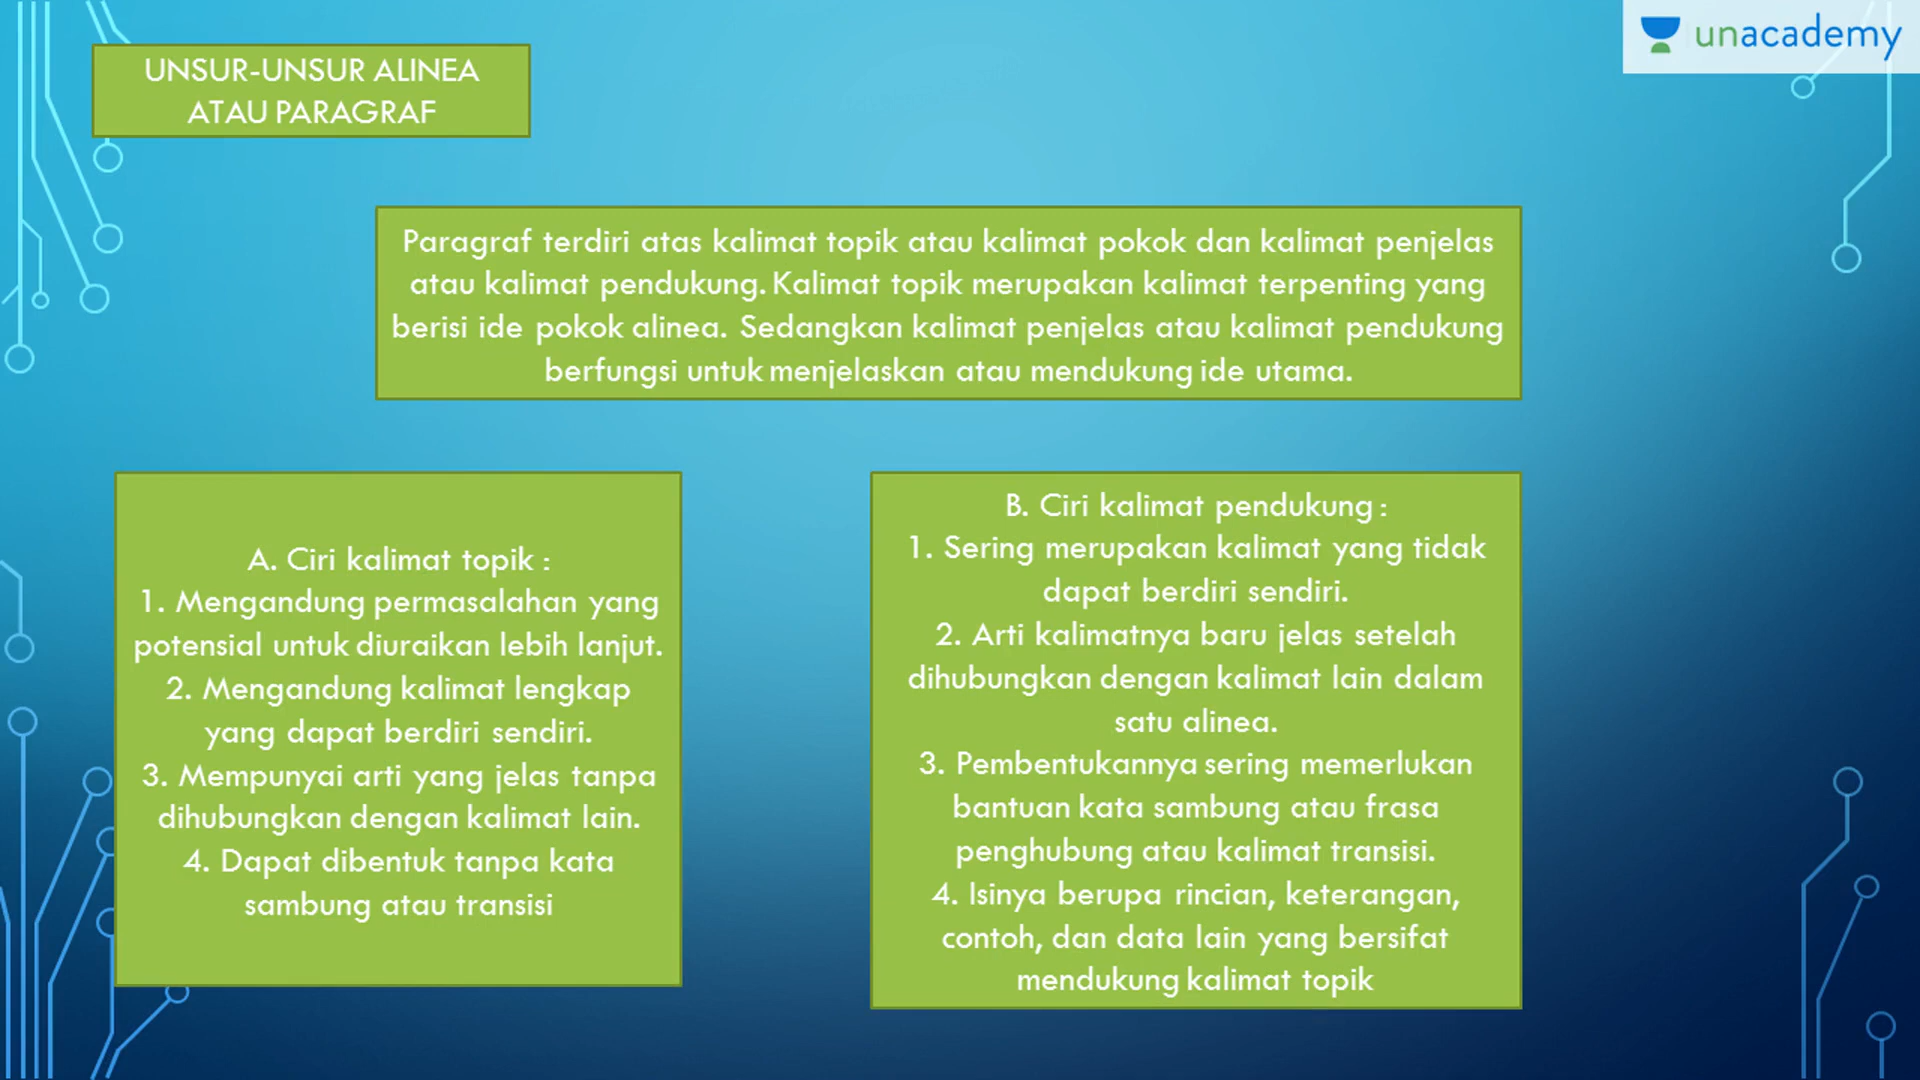 unacademy
UNSUR-UNSUR ALINEA
ATAU PARAGRAF
Paragraf terdiri atas kalimat topik atau kalimat pokok dan kalimat penjelas
atau kalimat pendukung. Kalimat topik merupakan kalimat terpenting yang
berisi ide pokok alinea. Sedangkan kalimat penjelas atau kalimat pendukung
berfungsi untuk menjelaskan atau mendukung ide utama.
A. Ciri kalimat topik :
1. Mengandung permasalahan yang
potensial untuk diuraikan lebih lanjut.
2. Mengandung kalimat lengkap
yang dapat berdiri sendiri.
3. Mempunyai arti yang jelas tanpa
dihubungkan dengan kalimat lain.
4. Dapat dibentuk tanpa kata
sambung atau transisi
B. Ciri kalimat pendukung :
1. Sering merupakan kalimat yang tidak
dapat berdiri sendiri.
2. Arti kalimatnya baru jelas setelah
dihubungkan dengan kalimat lain dalam
satu alinea.
3. Pembentukannya sering memerlukan
bantuan kata sambung atau frasa
penghubung atau kalimat transisi.
4. Isinya berupa rincian, keterangan,
contoh, dan data lain yang bersifat
mendukung kalimat topik